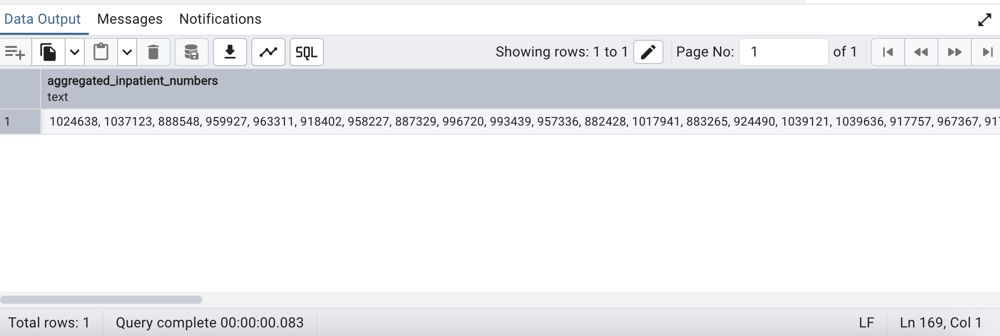 Data Output Messages Notifications
SQL Showing rows: 1 to 1 Page No: 1 of 1
aggregated_inpatient_numbers
text
1 1024638, 1037123, 888548, 959927, 963311, 918402, 958227, 887329, 996720, 993439, 957336, 882428, 1017941, 883265, 924490, 1039121, 1039636, 917757, 967367,
Total rows: 1 Query complete 00:00:00.083 LF Ln 169, Col 1